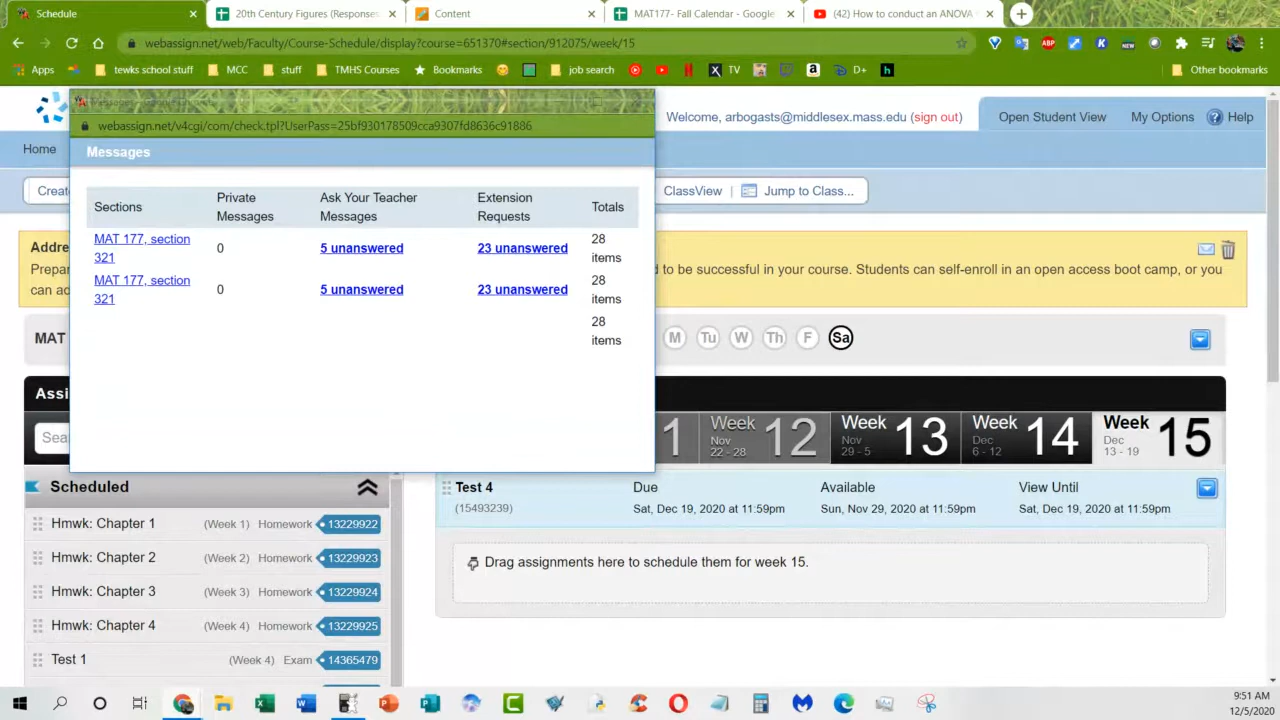 Schedule
20th Century Figures (Responses
Content
MAT177- Fall Calendar - Google
(42) How to conduct an ANOVA
webassign.net/web/Faculty/Course-Schedule/display?course=651370#section/912075/week/15
Apps
tewks school stuff
MCC
stuff
TMHS Courses
Bookmarks
job search
TV
D+
Other bookmarks
webassign.net/v4cgi/com/check.tpl?UserPass=25bf930178509cca9307fd8636c91886
Welcome, arbogasts@middlesex.mass.edu (sign out)
Open Student View
My Options
Help
Home
Messages
Create
ClassView | Jump to Class...
Sections
Private Messages
Ask Your Teacher Messages
Extension Requests
Totals
MAT 177, section 321
0
5 unanswered
23 unanswered
28 items
MAT 177, section 321
0
5 unanswered
23 unanswered
28 items
28 items
Addre
Prepar
d to be successful in your course. Students can self-enroll in an open access boot camp, or you
can ad
MAT
M Tu W Th F Sa
Assi
Sea
1
Week 12 Nov 22 - 28
Week 13 Nov 29 - 5
Week 14 Dec 6 - 12
Week 15 Dec 13 - 19
Scheduled
Hmwk: Chapter 1 (Week 1) Homework 13229922
Hmwk: Chapter 2 (Week 2) Homework 13229923
Hmwk: Chapter 3 (Week 3) Homework 13229924
Hmwk: Chapter 4 (Week 4) Homework 13229925
Test 1 (Week 4) Exam 14365479
Test 4
(15493239)
Due
Sat, Dec 19, 2020 at 11:59pm
Available
Sun, Nov 29, 2020 at 11:59pm
View Until
Sat, Dec 19, 2020 at 11:59pm
Drag assignments here to schedule them for week 15.
9:51 AM
12/5/2020